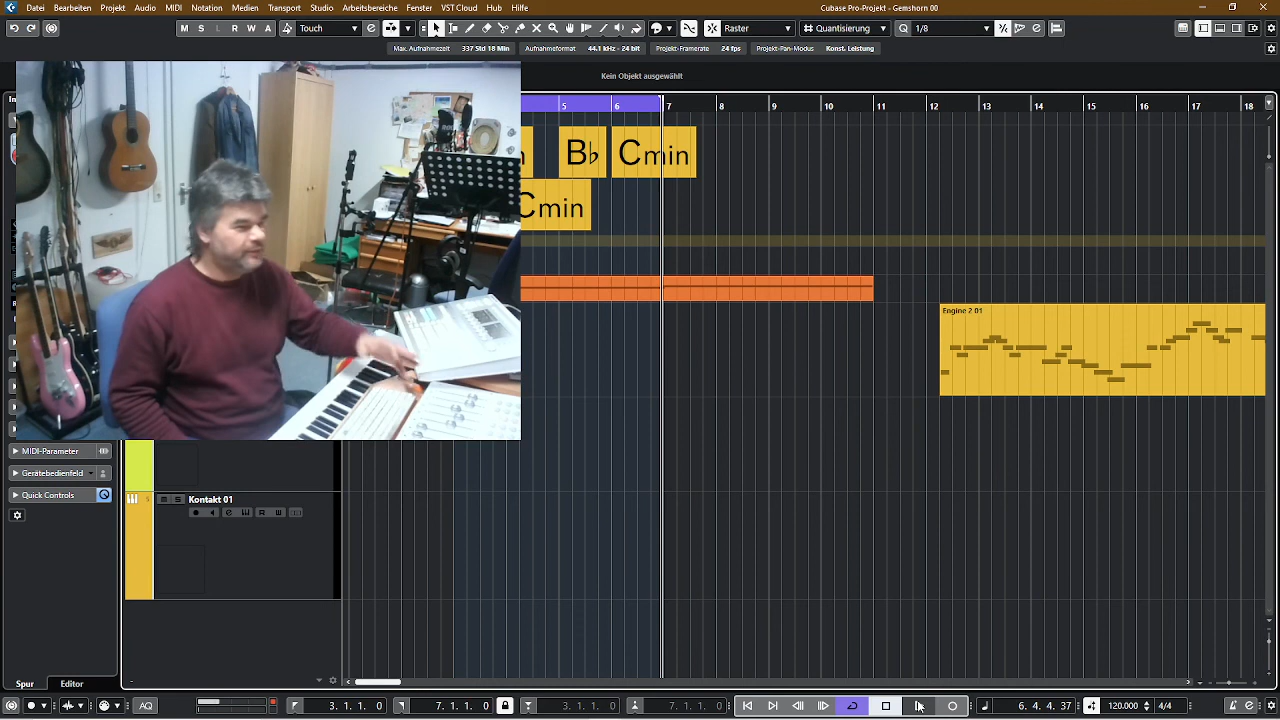 Datei Bearbeiten Projekt Audio MIDI Notation Medien Transport Studio Arbeitsbereiche Fenster VST Cloud Hub Hilfe
Cubase Pro-Projekt - Gemshorn 00
M S L R W A Touch Raster Quantisierung Q 1/8
Max. Aufnahmezeit 337 Std 18 Min Aufnahmeformin 44.1 kHz - 24 bit Projekt-Framerate 24 fps Projekt-Pan-Modus Konst. Leistung
Kein Objekt ausgewählt
5 6 7 8 9 10 11 12 13 14 15 16 17 18
B♭ Cmin
Cmin
Engine 2 01
MIDI-Parameter
Gerätebedienfeld
Quick Controls
5 M S Kontakt 01
R W
Spur Editor
AQ 3. 1. 1. 0 7. 1. 1. 0 3. 1. 1. 0 7. 1. 1. 0 6. 4. 4. 37 120.000 4/4